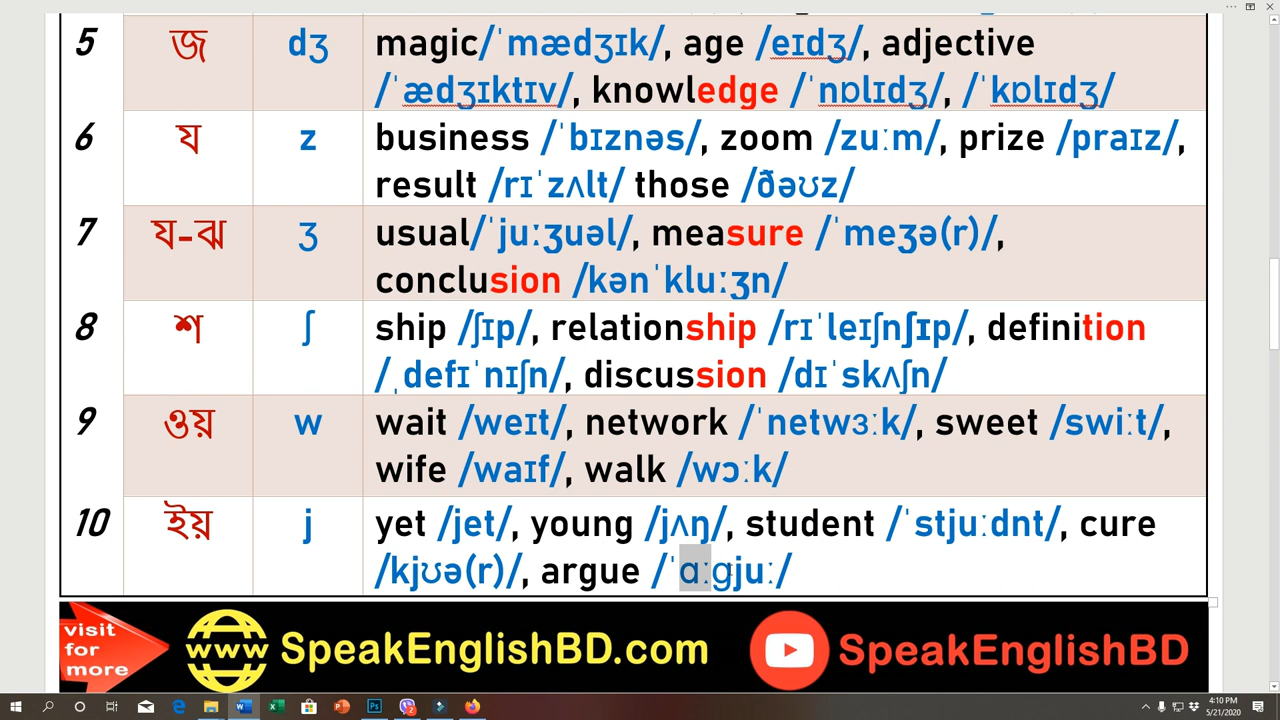 5 জ dʒ magic/ˈmædʒɪk/, age /eɪdʒ/, adjective
/ˈædʒɪktɪv/, knowledge /ˈnɒlɪdʒ/, /ˈkɒlɪdʒ/
6 য z business /ˈbɪznəs/, zoom /zuːm/, prize /praɪz/,
result /rɪˈzʌlt/ those /ðəʊz/
7 য-ঝ ʒ usual/ˈjuːʒuəl/, measure /ˈmeʒə(r)/,
conclusion /kənˈkluːʒn/
8 শ ʃ ship /ʃɪp/, relationship /rɪˈleɪʃnʃɪp/, definition
/ˌdefɪˈnɪʃn/, discussion /dɪˈskʌʃn/
9 ওয় w wait /weɪt/, network /ˈnetwɜːk/, sweet /swiːt/,
wife /waɪf/, walk /wɔːk/
10 ইয় j yet /jet/, young /jʌŋ/, student /ˈstjuːdnt/, cure
/kjʊə(r)/, argue /ˈɑːɡjuː/
visit
for
more
www SpeakEnglishBD.com SpeakEnglishBD
4:10 PM
5/21/2020